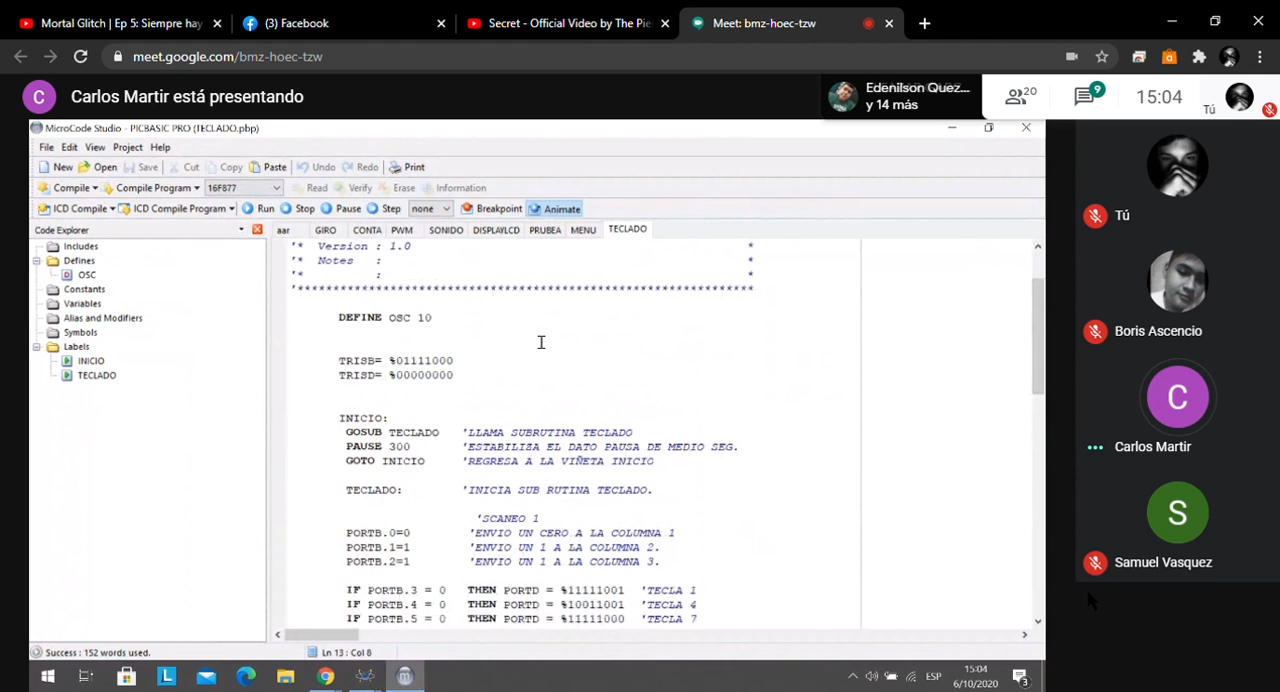 Mortal Glitch | Ep 5: Siempre hay
(3) Facebook
Secret - Official Video by The Pie
Meet: bmz-hoec-tzw
meet.google.com/bmz-hoec-tzw
C
Carlos Martir está presentando
Edenilson Quez...
y 14 más
20
9
15:04
Tú
MicroCode Studio - PICBASIC PRO (TECLADO.pbp)
File Edit View Project Help
New Open Save Cut Copy Paste Undo Redo Print
Compile Compile Program 16F877 Read Verify Erase Information
ICD Compile ICD Compile Program Run Stop Pause Step none Breakpoint Animate
Code Explorer
aar GIRO CONTA PWM SONIDO DISPLAYLCD PRUBEA MENU TECLADO
Includes
Defines
OSC
Constants
Variables
Alias and Modifiers
Symbols
Labels
INICIO
TECLADO
'* Version : 1.0 *
'* Notes : *
'* : *
'****************************************************************
DEFINE OSC 10
TRISB= %01111000
TRISD= %00000000
INICIO:
GOSUB TECLADO 'LLAMA SUBRUTINA TECLADO
PAUSE 300 'ESTABILIZA EL DATO PAUSA DE MEDIO SEG.
GOTO INICIO 'REGRESA A LA VIÑETA INICIO
TECLADO: 'INICIA SUB RUTINA TECLADO.
'SCANEO 1
PORTB.0=0 'ENVIO UN CERO A LA COLUMNA 1
PORTB.1=1 'ENVIO UN 1 A LA COLUMNA 2.
PORTB.2=1 'ENVIO UN 1 A LA COLUMNA 3.
IF PORTB.3 = 0 THEN PORTD = %11111001 'TECLA 1
IF PORTB.4 = 0 THEN PORTD = %10011001 'TECLA 4
IF PORTB.5 = 0 THEN PORTD = %11111000 'TECLA 7
Success : 152 words used.
Ln 13 : Col 8
Tú
Boris Ascencio
C
Carlos Martir
S
Samuel Vasquez
L
ESP
15:04
6/10/2020
3